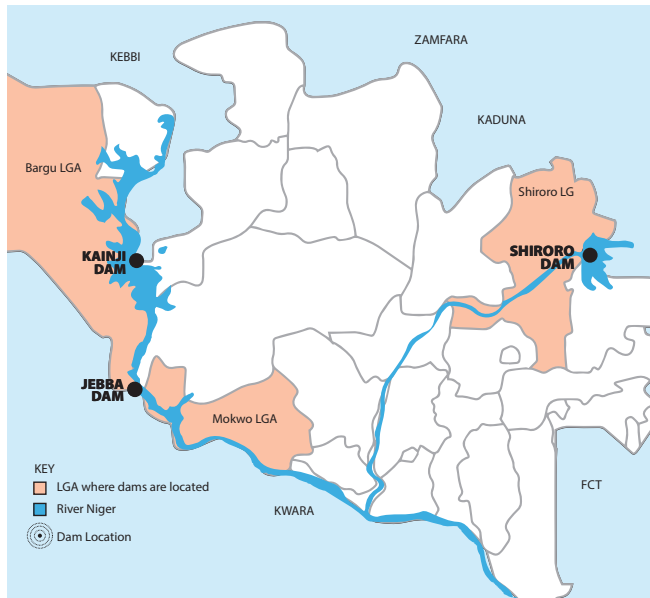 ZAMFARA
KEBBI
KADUNA
Bargu LGA
Shiroro LG
KAINJI
DAM
SHIRORO
DAM
JEBBA
DAM
Mokwo LGA
KEY
LGA where dams are located
River Niger
Dam Location
KWARA
FCT